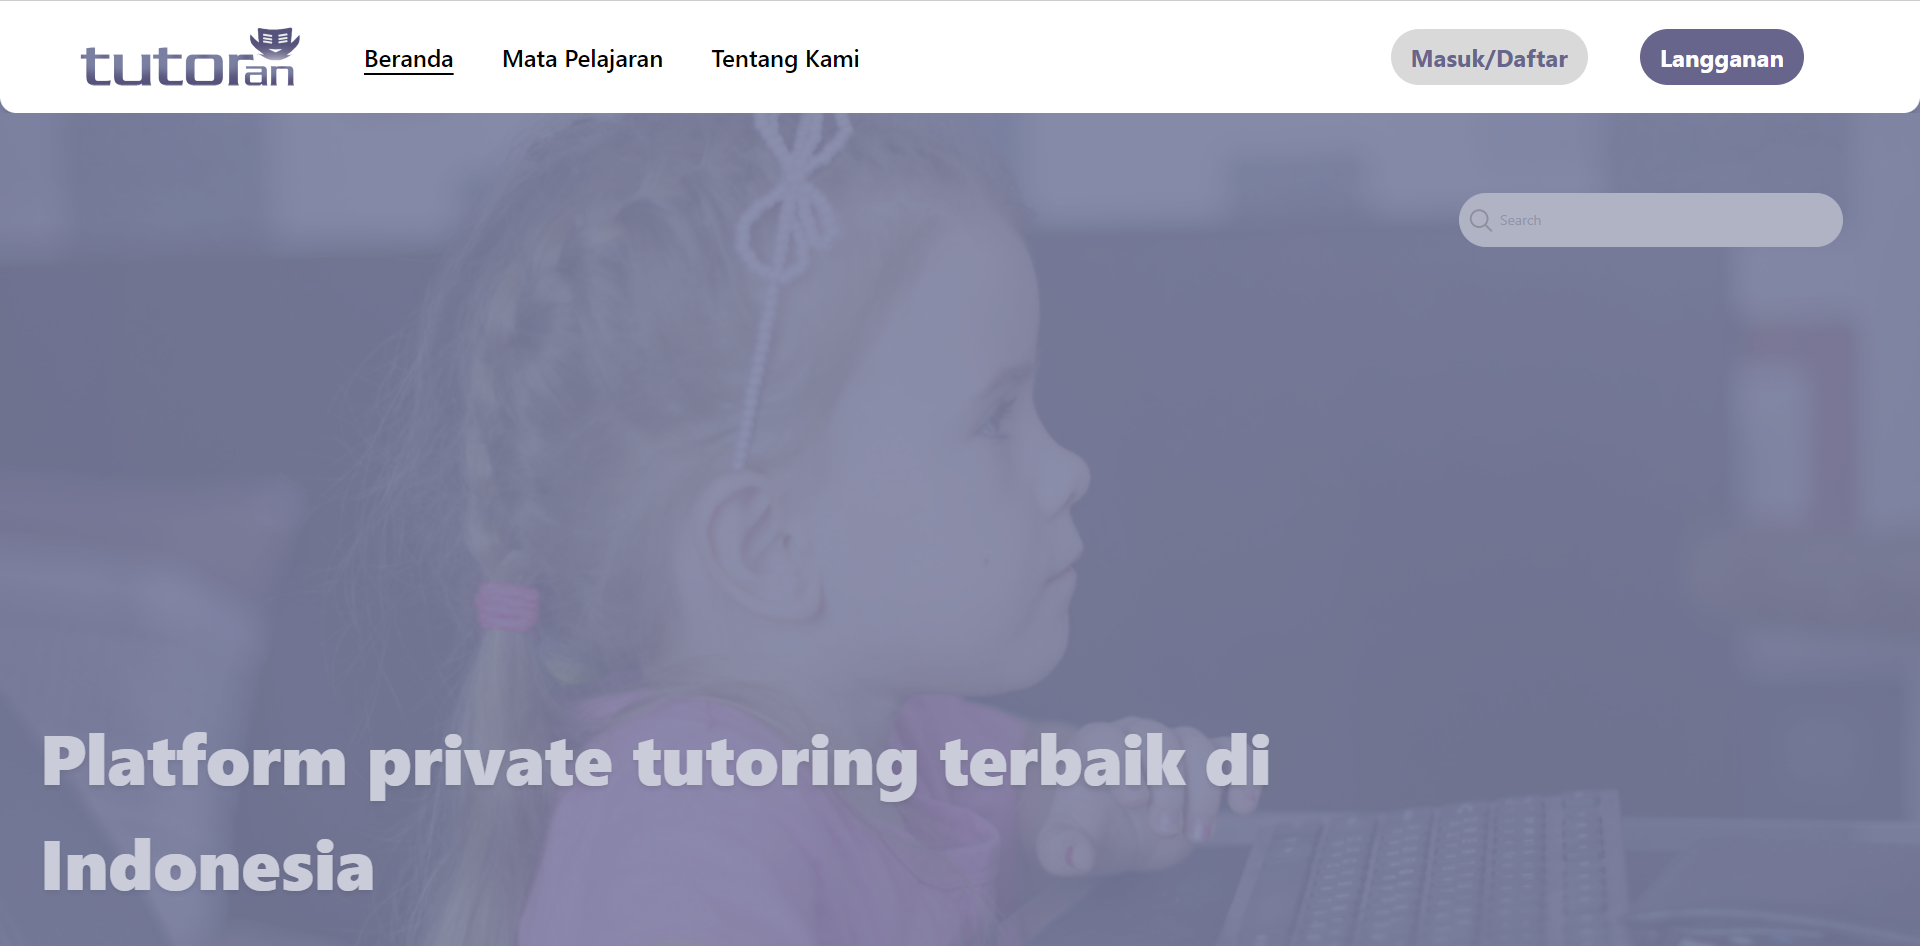 tutoran
Beranda
Mata Pelajaran
Tentang Kami
Masuk/Daftar
Langganan
Search
Platform private tutoring terbaik di
Indonesia